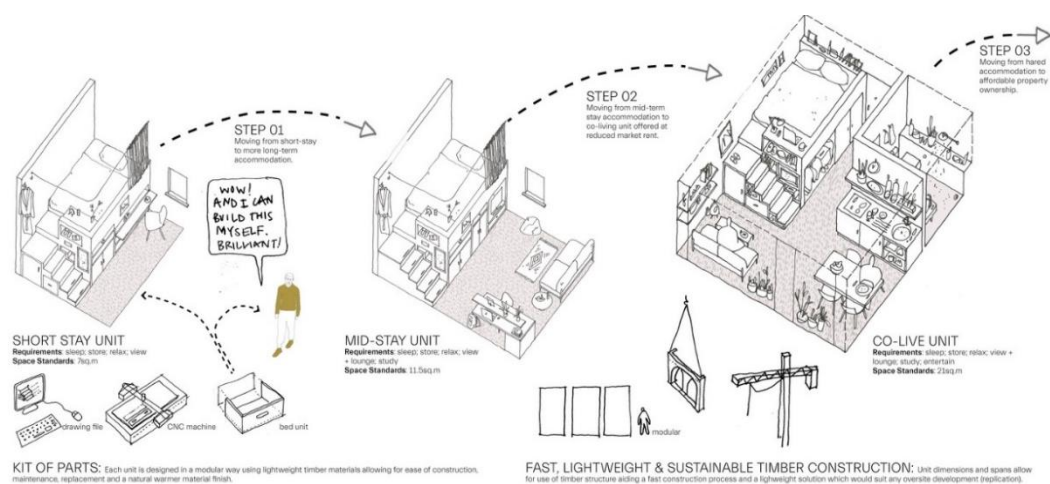 STEP 01
Moving from short-stay
to more long-term
accommodation.
STEP 02
Moving from mid-term
stay accommodation to
co-living unit offered at
reduced market rent.
STEP 03
Moving from hared
accommodation to
affordable property
ownership.
WOW!
AND I CAN
BUILD THIS
MYSELF.
BRILLIANT!
SHORT STAY UNIT
Requirements: sleep; store; relax; view
Space Standards: 7sq.m
MID-STAY UNIT
Requirements: sleep; store; relax; view
+ lounge; study
Space Standards: 11.5sq.m
CO-LIVE UNIT
Requirements: sleep; store; relax; view +
lounge; study; entertain
Space Standards: 21sq.m
drawing file
CNC machine
bed unit
modular
KIT OF PARTS: Each unit is designed in a modular way using lightweight timber materials allowing for ease of construction,
maintenance, replacement and a natural warmer material finish.
FAST, LIGHTWEIGHT & SUSTAINABLE TIMBER CONSTRUCTION: Unit dimensions and spans allow
for use of timber structure aiding a fast construction process and a lighweight solution which would suit any oversite development (replication).